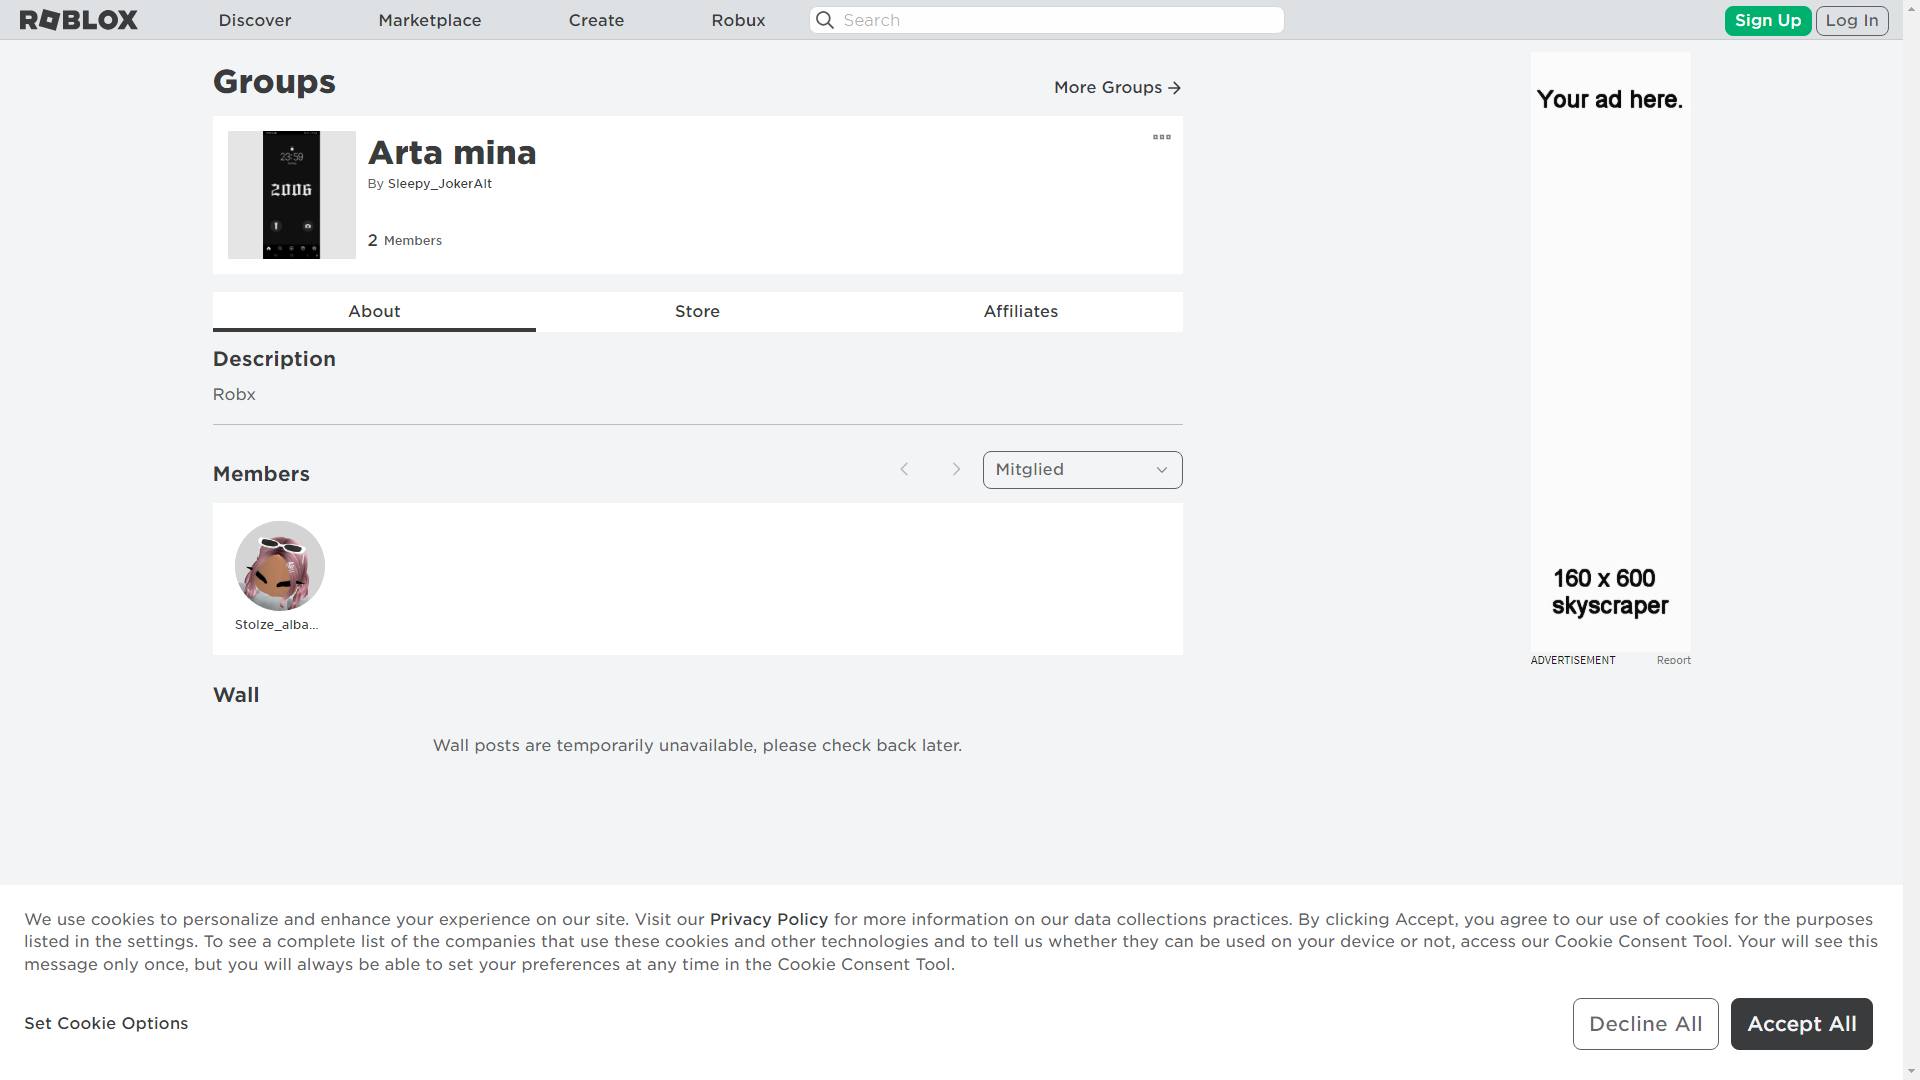 ROBLOX Discover Marketplace Create Robux Search Sign Up Log In
Groups
More Groups
23:59
2006
Arta mina
By Sleepy_JokerAlt
2 Members
About Store Affiliates
Description
Robx
Members
Mitglied
Stolze_alba...
Wall
Wall posts are temporarily unavailable, please check back later.
Your ad here.
160 x 600
skyscraper
ADVERTISEMENT Report
We use cookies to personalize and enhance your experience on our site. Visit our Privacy Policy for more information on our data collections practices. By clicking Accept, you agree to our use of cookies for the purposes
listed in the settings. To see a complete list of the companies that use these cookies and other technologies and to tell us whether they can be used on your device or not, access our Cookie Consent Tool. Your will see this
message only once, but you will always be able to set your preferences at any time in the Cookie Consent Tool.
Set Cookie Options
Decline All
Accept All